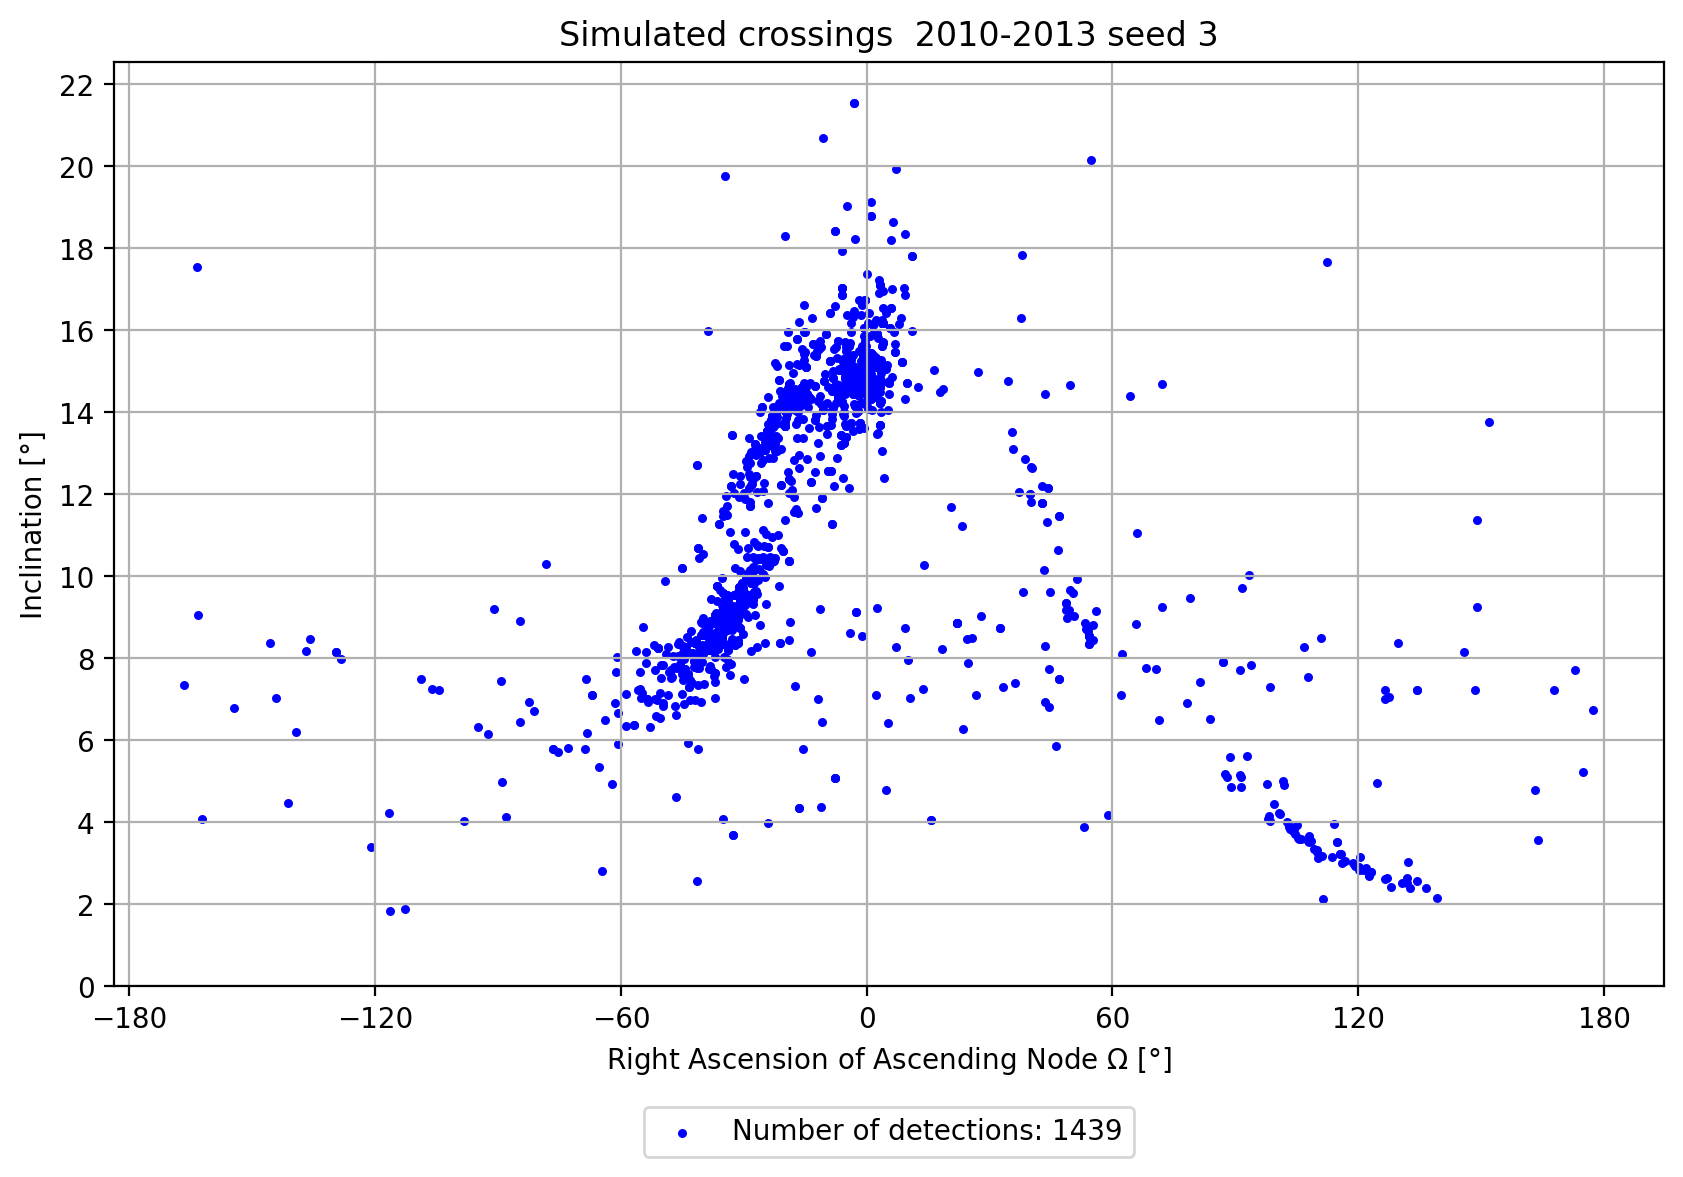 Simulated crossings  2010-2013 seed 3
22
20
18
16
14
12
10
8
6
4
2
0
Inclination [°]
−180 −120 −60 0 60 120 180
Right Ascension of Ascending Node Ω [°]
Number of detections: 1439